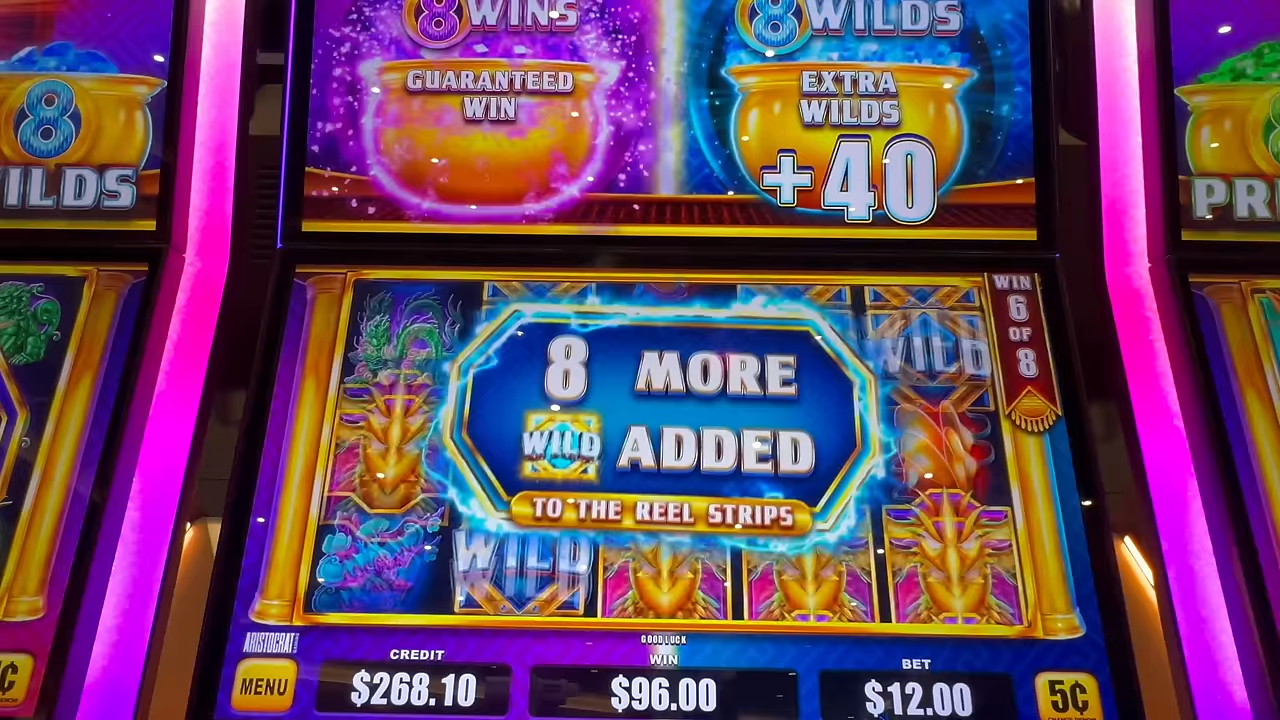 8 WINS
GUARANTEED
WIN
8 WILDS
EXTRA
WILDS
+40
8
WILDS
8
PR
WIN
6
OF
8
WILD
8 MORE
WILD ADDED
TO THE REEL STRIPS
WILD
ARISTOCRAT
GOOD LUCK
CREDIT
WIN
BET
MENU
$268.10
$96.00
$12.00
5¢
¢